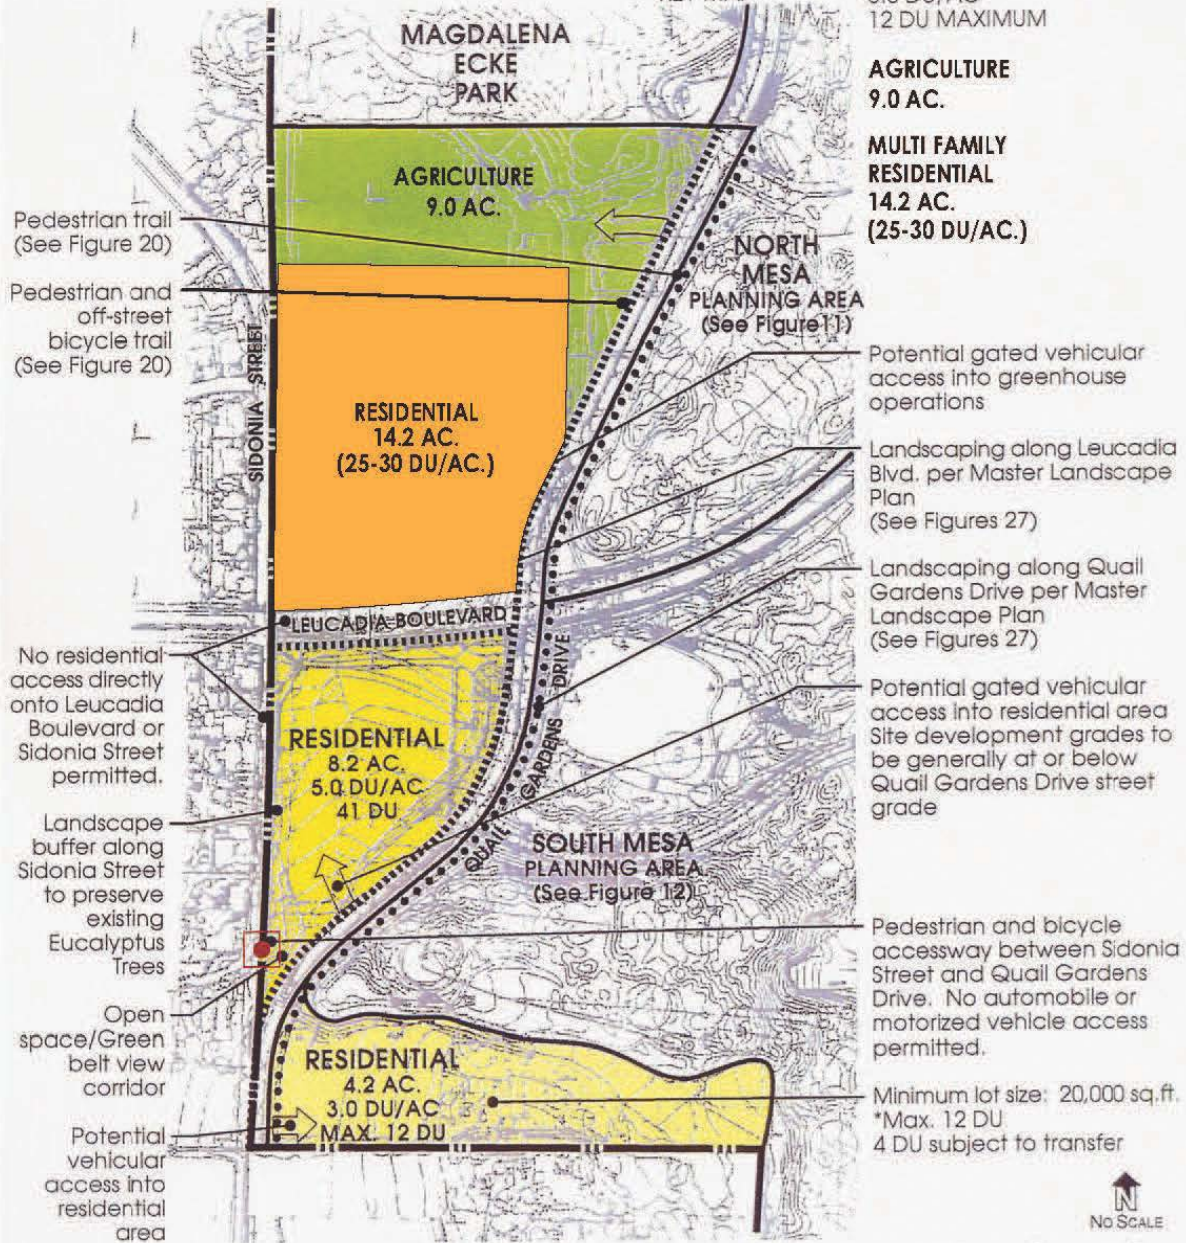 12 DU MAXIMUM
AGRICULTURE
9.0 AC.
MULTI FAMILY
RESIDENTIAL
14.2 AC.
(25-30 DU/AC.)
MAGDALENA
ECKE
PARK
AGRICULTURE
9.0 AC.
Pedestrian trail
(See Figure 20)
Pedestrian and
off-street
bicycle trail
(See Figure 20)
NORTH
MESA
PLANNING AREA
(See Figure 11)
SIDONIA STREET
RESIDENTIAL
14.2 AC.
(25-30 DU/AC.)
Potential gated vehicular
access into greenhouse
operations
Landscaping along Leucadia
Blvd. per Master Landscape
Plan
(See Figures 27)
Landscaping along Quail
Gardens Drive per Master
Landscape Plan
(See Figures 27)
LEUCADIA BOULEVARD
No residential
access directly
onto Leucadia
Boulevard or
Sidonia Street
permitted.
Potential gated vehicular
access into residential area
Site development grades to
be generally at or below
Quail Gardens Drive street
grade
RESIDENTIAL
8.2 AC.
5.0 DU/AC
41 DU
QUAIL GARDENS DRIVE
Landscape
buffer along
Sidonia Street
to preserve
existing
Eucalyptus
Trees
SOUTH MESA
PLANNING AREA
(See Figure 12)
Pedestrian and bicycle
accessway between Sidonia
Street and Quail Gardens
Drive. No automobile or
motorized vehicle access
permitted.
Open
space/Green
belt view
corridor
RESIDENTIAL
4.2 AC.
3.0 DU/AC
MAX. 12 DU
Minimum lot size: 20,000 sq.ft.
*Max. 12 DU
4 DU subject to transfer
Potential
vehicular
access into
residential
area
N
NO SCALE